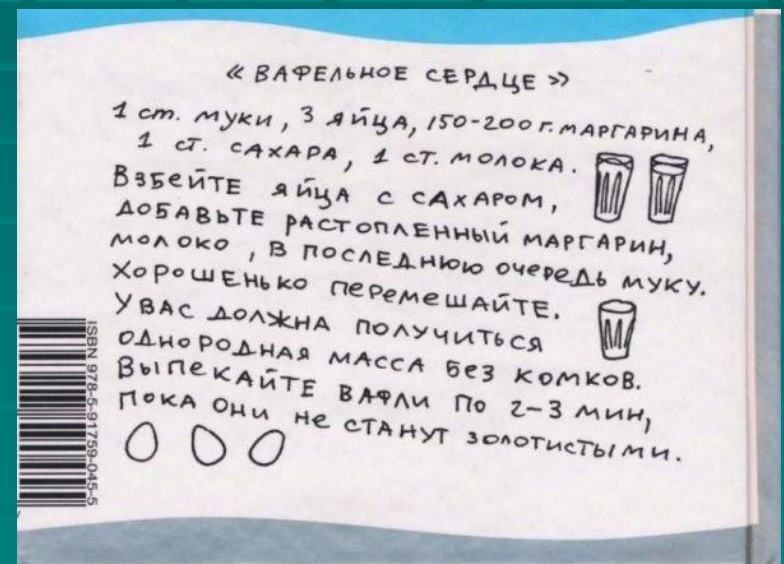 « ВАФЕЛЬНОЕ СЕРДЦЕ »
1 ст. муки, 3 яйца, 150-200 г. маргарина,
1 ст. сахара, 1 ст. молока.
Взбейте яйца с сахаром,
добавьте растопленный маргарин,
молоко, в последнюю очередь муку.
Хорошенько перемешайте.
У вас должна получиться
однородная масса без комков.
Выпекайте вафли по 2-3 мин,
пока они не станут золотистыми.
ISBN 978-5-91759-045-5